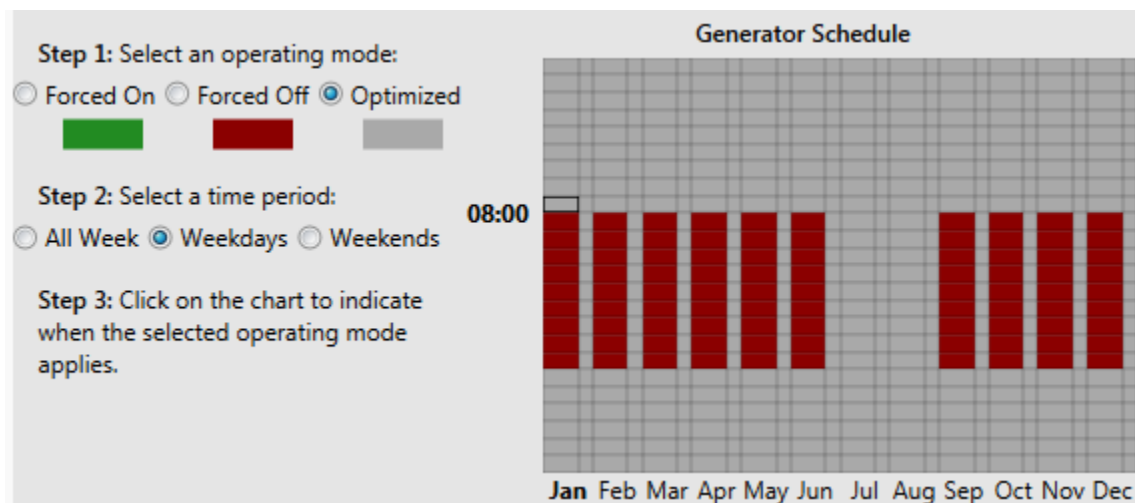 Step 1: Select an operating mode:
Forced On Forced Off Optimized
Step 2: Select a time period:
All Week Weekdays Weekends
Step 3: Click on the chart to indicate
when the selected operating mode
applies.
Generator Schedule
08:00
Jan Feb Mar Apr May Jun Jul Aug Sep Oct Nov Dec